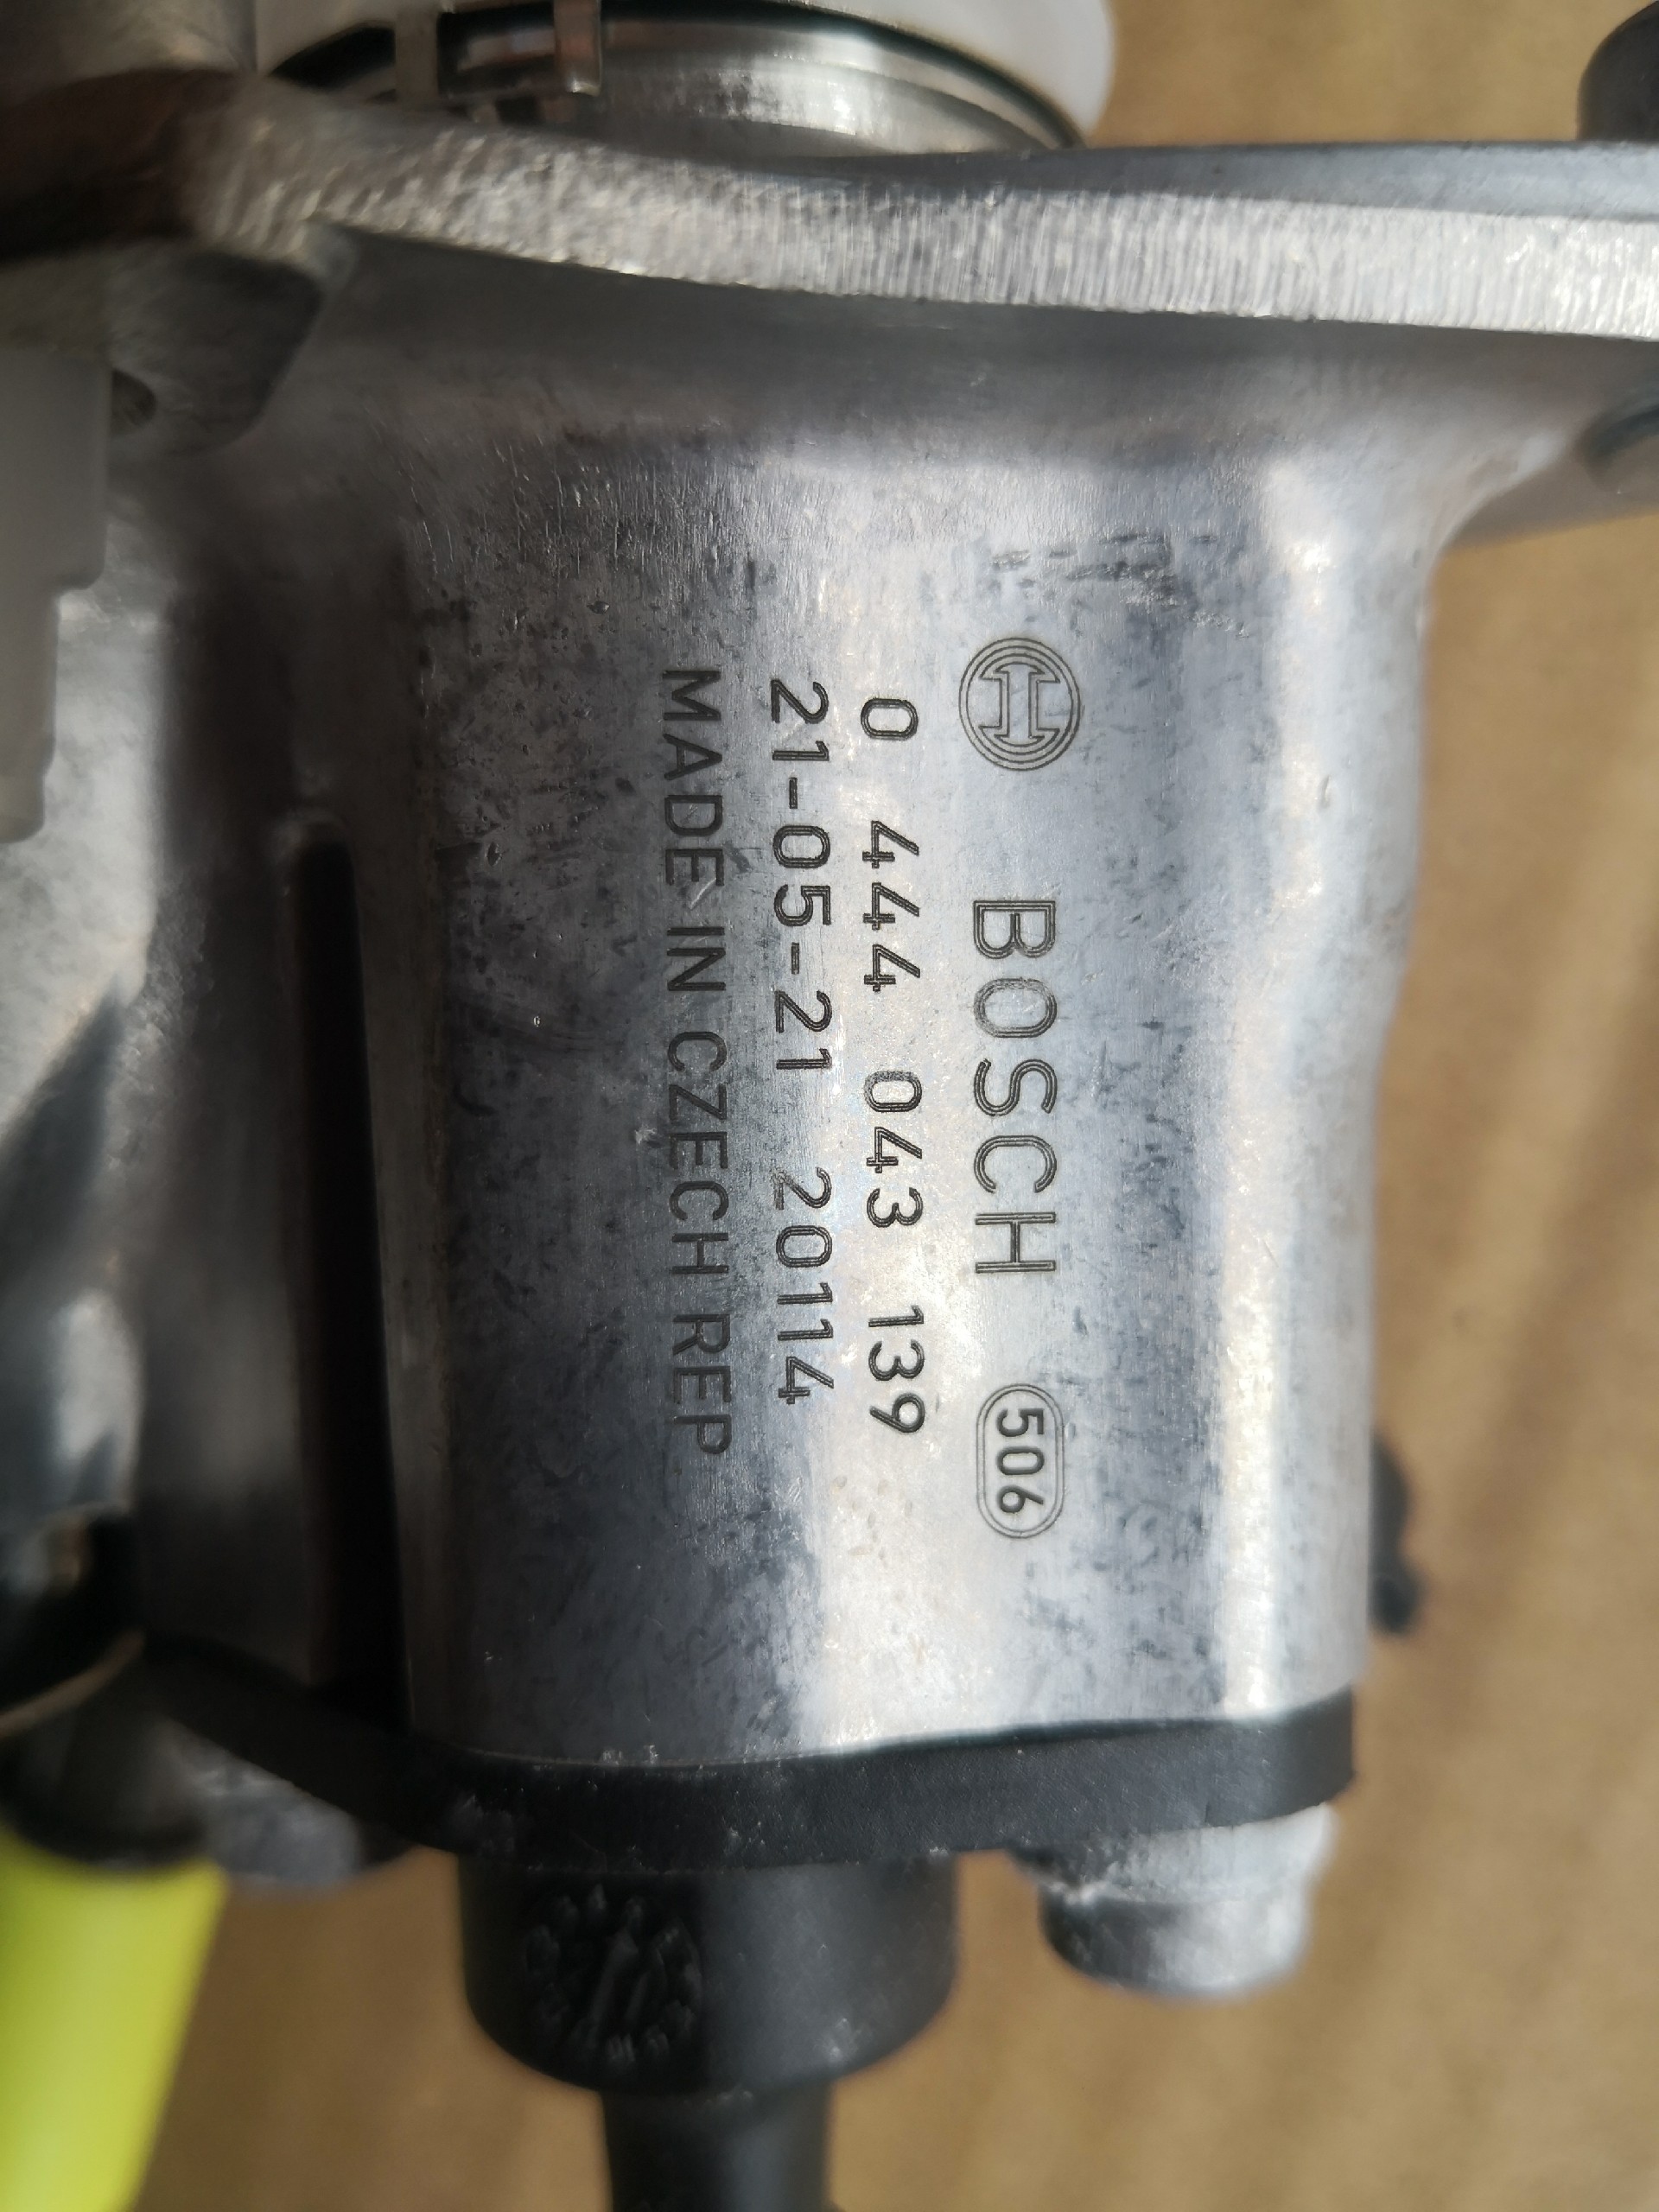 BOSCH 506
0 444 043 139
21-05-21 20114
MADE IN CZECH REP